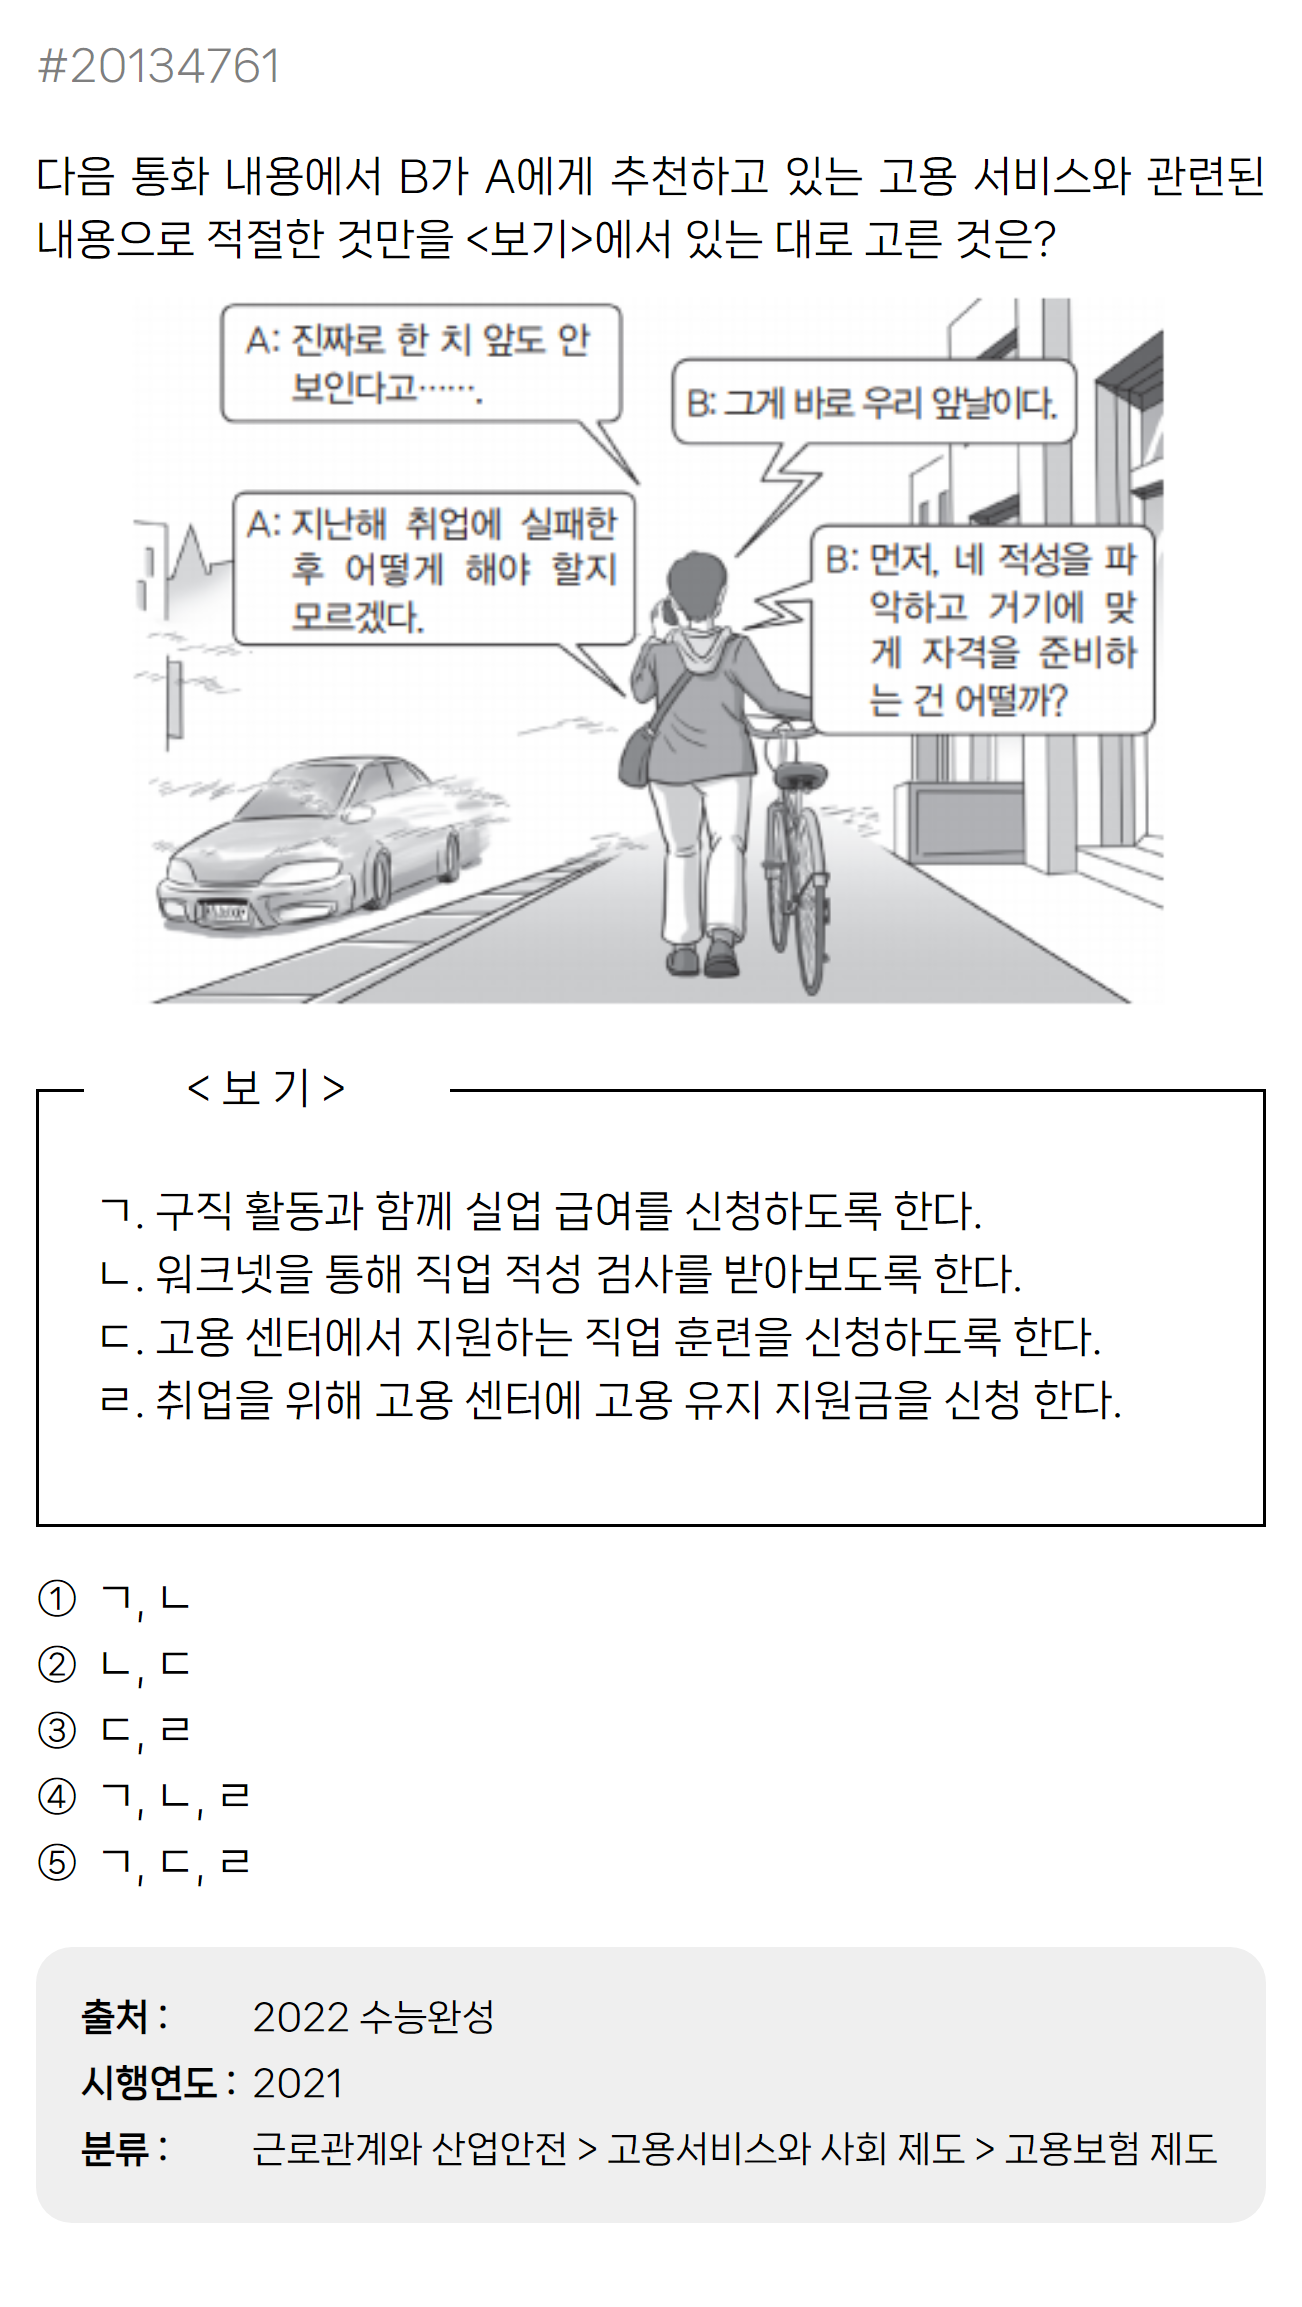 #20134761
다음 통화 내용에서 B가 A에게 추천하고 있는 고용 서비스와 관련된
내용으로 적절한 것만을 <보기>에서 있는 대로 고른 것은?
A: 진짜로 한 치 앞도 안
보인다고…….
B: 그게 바로 우리 앞날이다.
A: 지난해 취업에 실패한
후 어떻게 해야 할지
모르겠다.
B: 먼저, 네 적성을 파
악하고 거기에 맞
게 자격을 준비하
는 건 어떨까?
< 보 기 >
ㄱ. 구직 활동과 함께 실업 급여를 신청하도록 한다.
ㄴ. 워크넷을 통해 직업 적성 검사를 받아보도록 한다.
ㄷ. 고용 센터에서 지원하는 직업 훈련을 신청하도록 한다.
ㄹ. 취업을 위해 고용 센터에 고용 유지 지원금을 신청 한다.
① ㄱ, ㄴ
② ㄴ, ㄷ
③ ㄷ, ㄹ
④ ㄱ, ㄴ, ㄹ
⑤ ㄱ, ㄷ, ㄹ
출처 : 2022 수능완성
시행연도 : 2021
분류 : 근로관계와 산업안전 > 고용서비스와 사회 제도 > 고용보험 제도